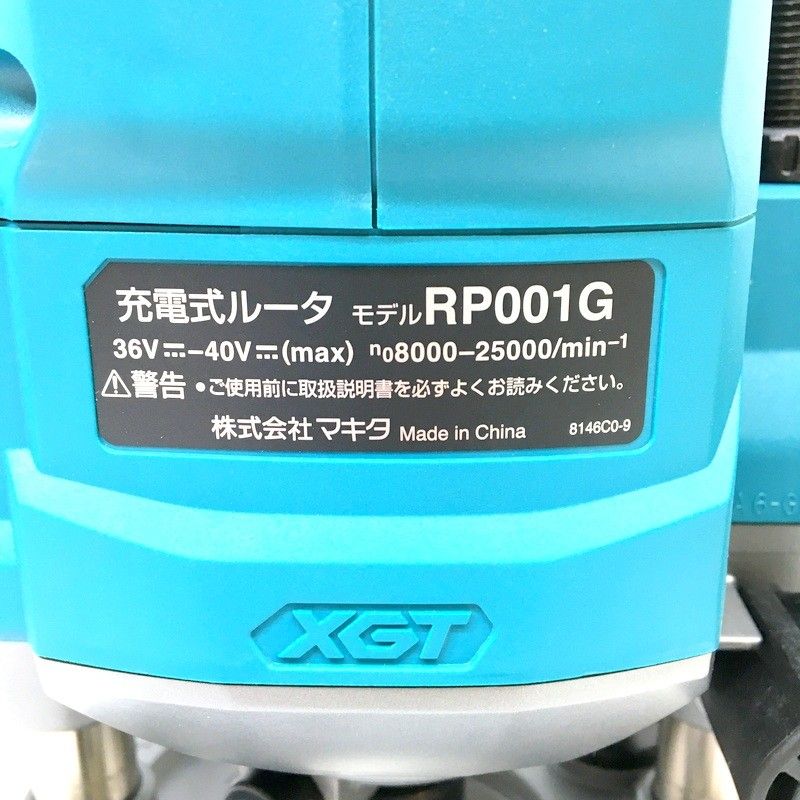 充電式ルータ モデルRP001G
36V⎓-40V⎓(max) n08000-25000/min-1
⚠警告 •ご使用前に取扱説明書を必ずよくお読みください。
株式会社 マキタ Made in China 8146C0-9
XGT